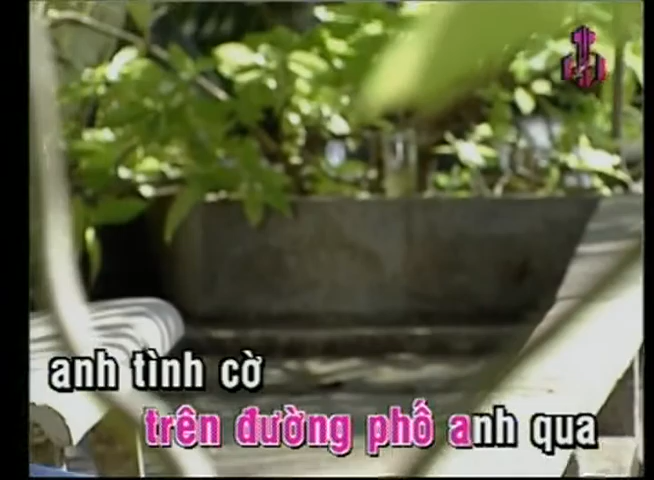 anh tình cờ
trên đường phố anh qua